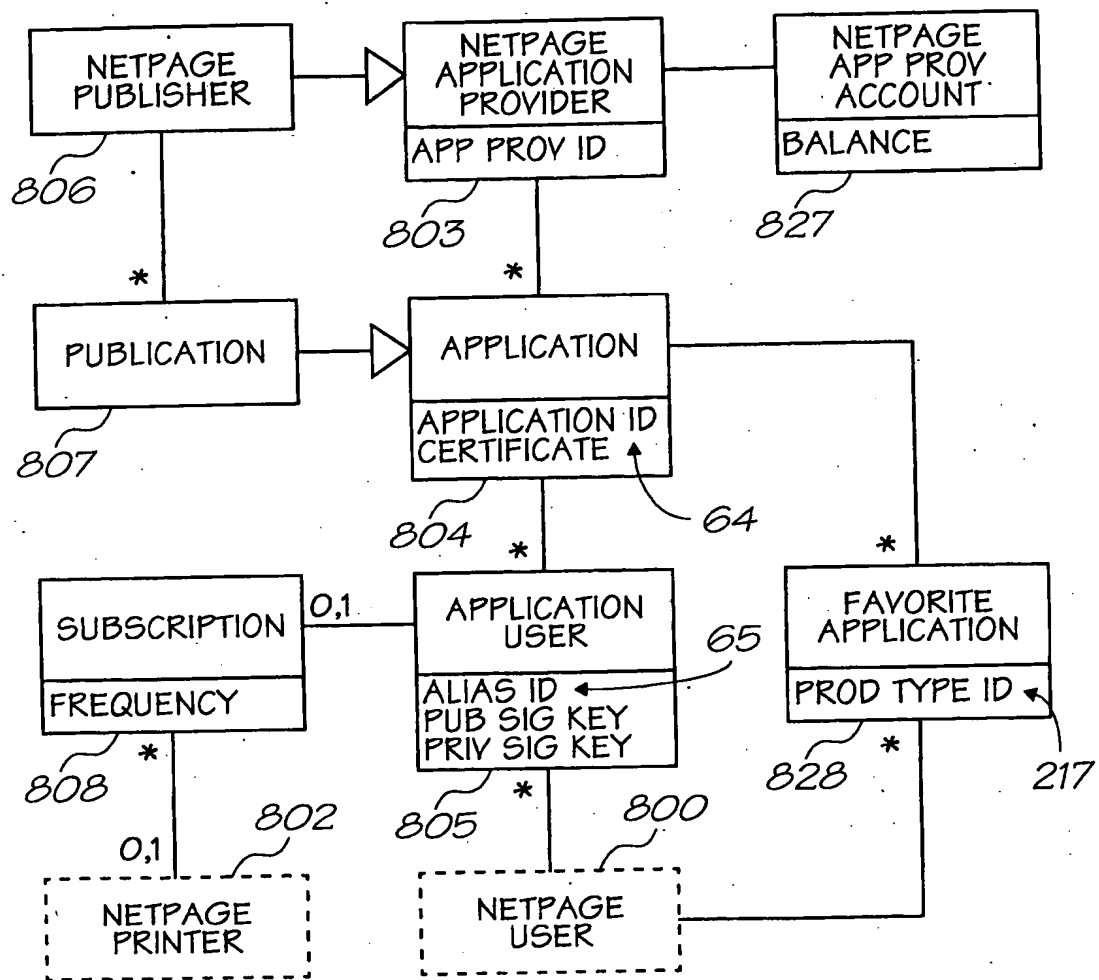 NETPAGE
PUBLISHER
806
NETPAGE
APPLICATION
PROVIDER
APP PROV ID
803
NETPAGE
APP PROV
ACCOUNT
BALANCE
827
*
*
PUBLICATION
807
APPLICATION
APPLICATION ID
CERTIFICATE
64
804
*
*
SUBSCRIPTION
FREQUENCY
808
0,1
APPLICATION
USER
ALIAS ID
PUB SIG KEY
PRIV SIG KEY
65
805
FAVORITE
APPLICATION
PROD TYPE ID
828
217
*
*
*
0,1
802
NETPAGE
PRINTER
800
NETPAGE
USER